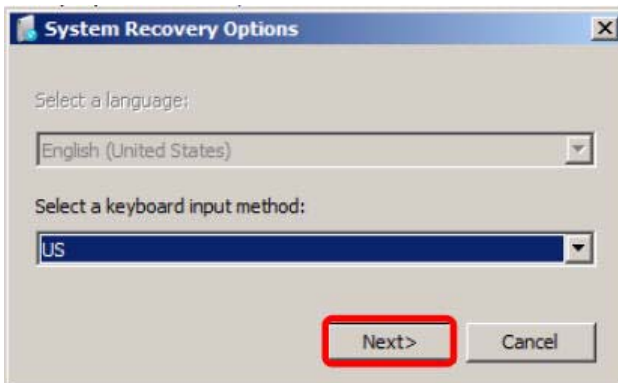 System Recovery Options
Select a language:
English (United States)
Select a keyboard input method:
US
Next>
Cancel